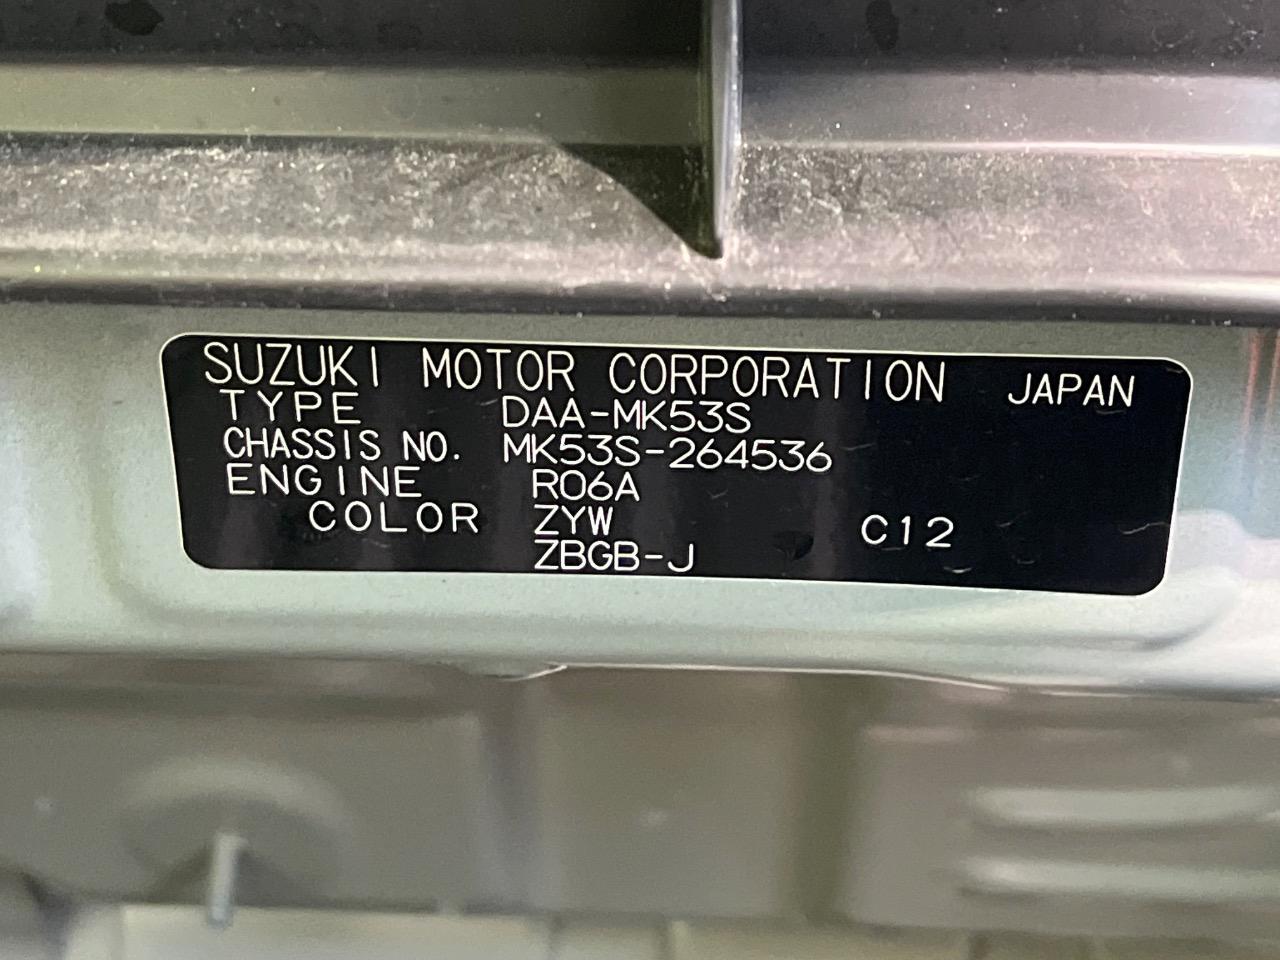 SUZUKI MOTOR CORPORATION JAPAN
TYPE DAA-MK53S
CHASSIS NO. MK53S-264536
ENGINE R06A
COLOR ZYW C12
ZBGB-J